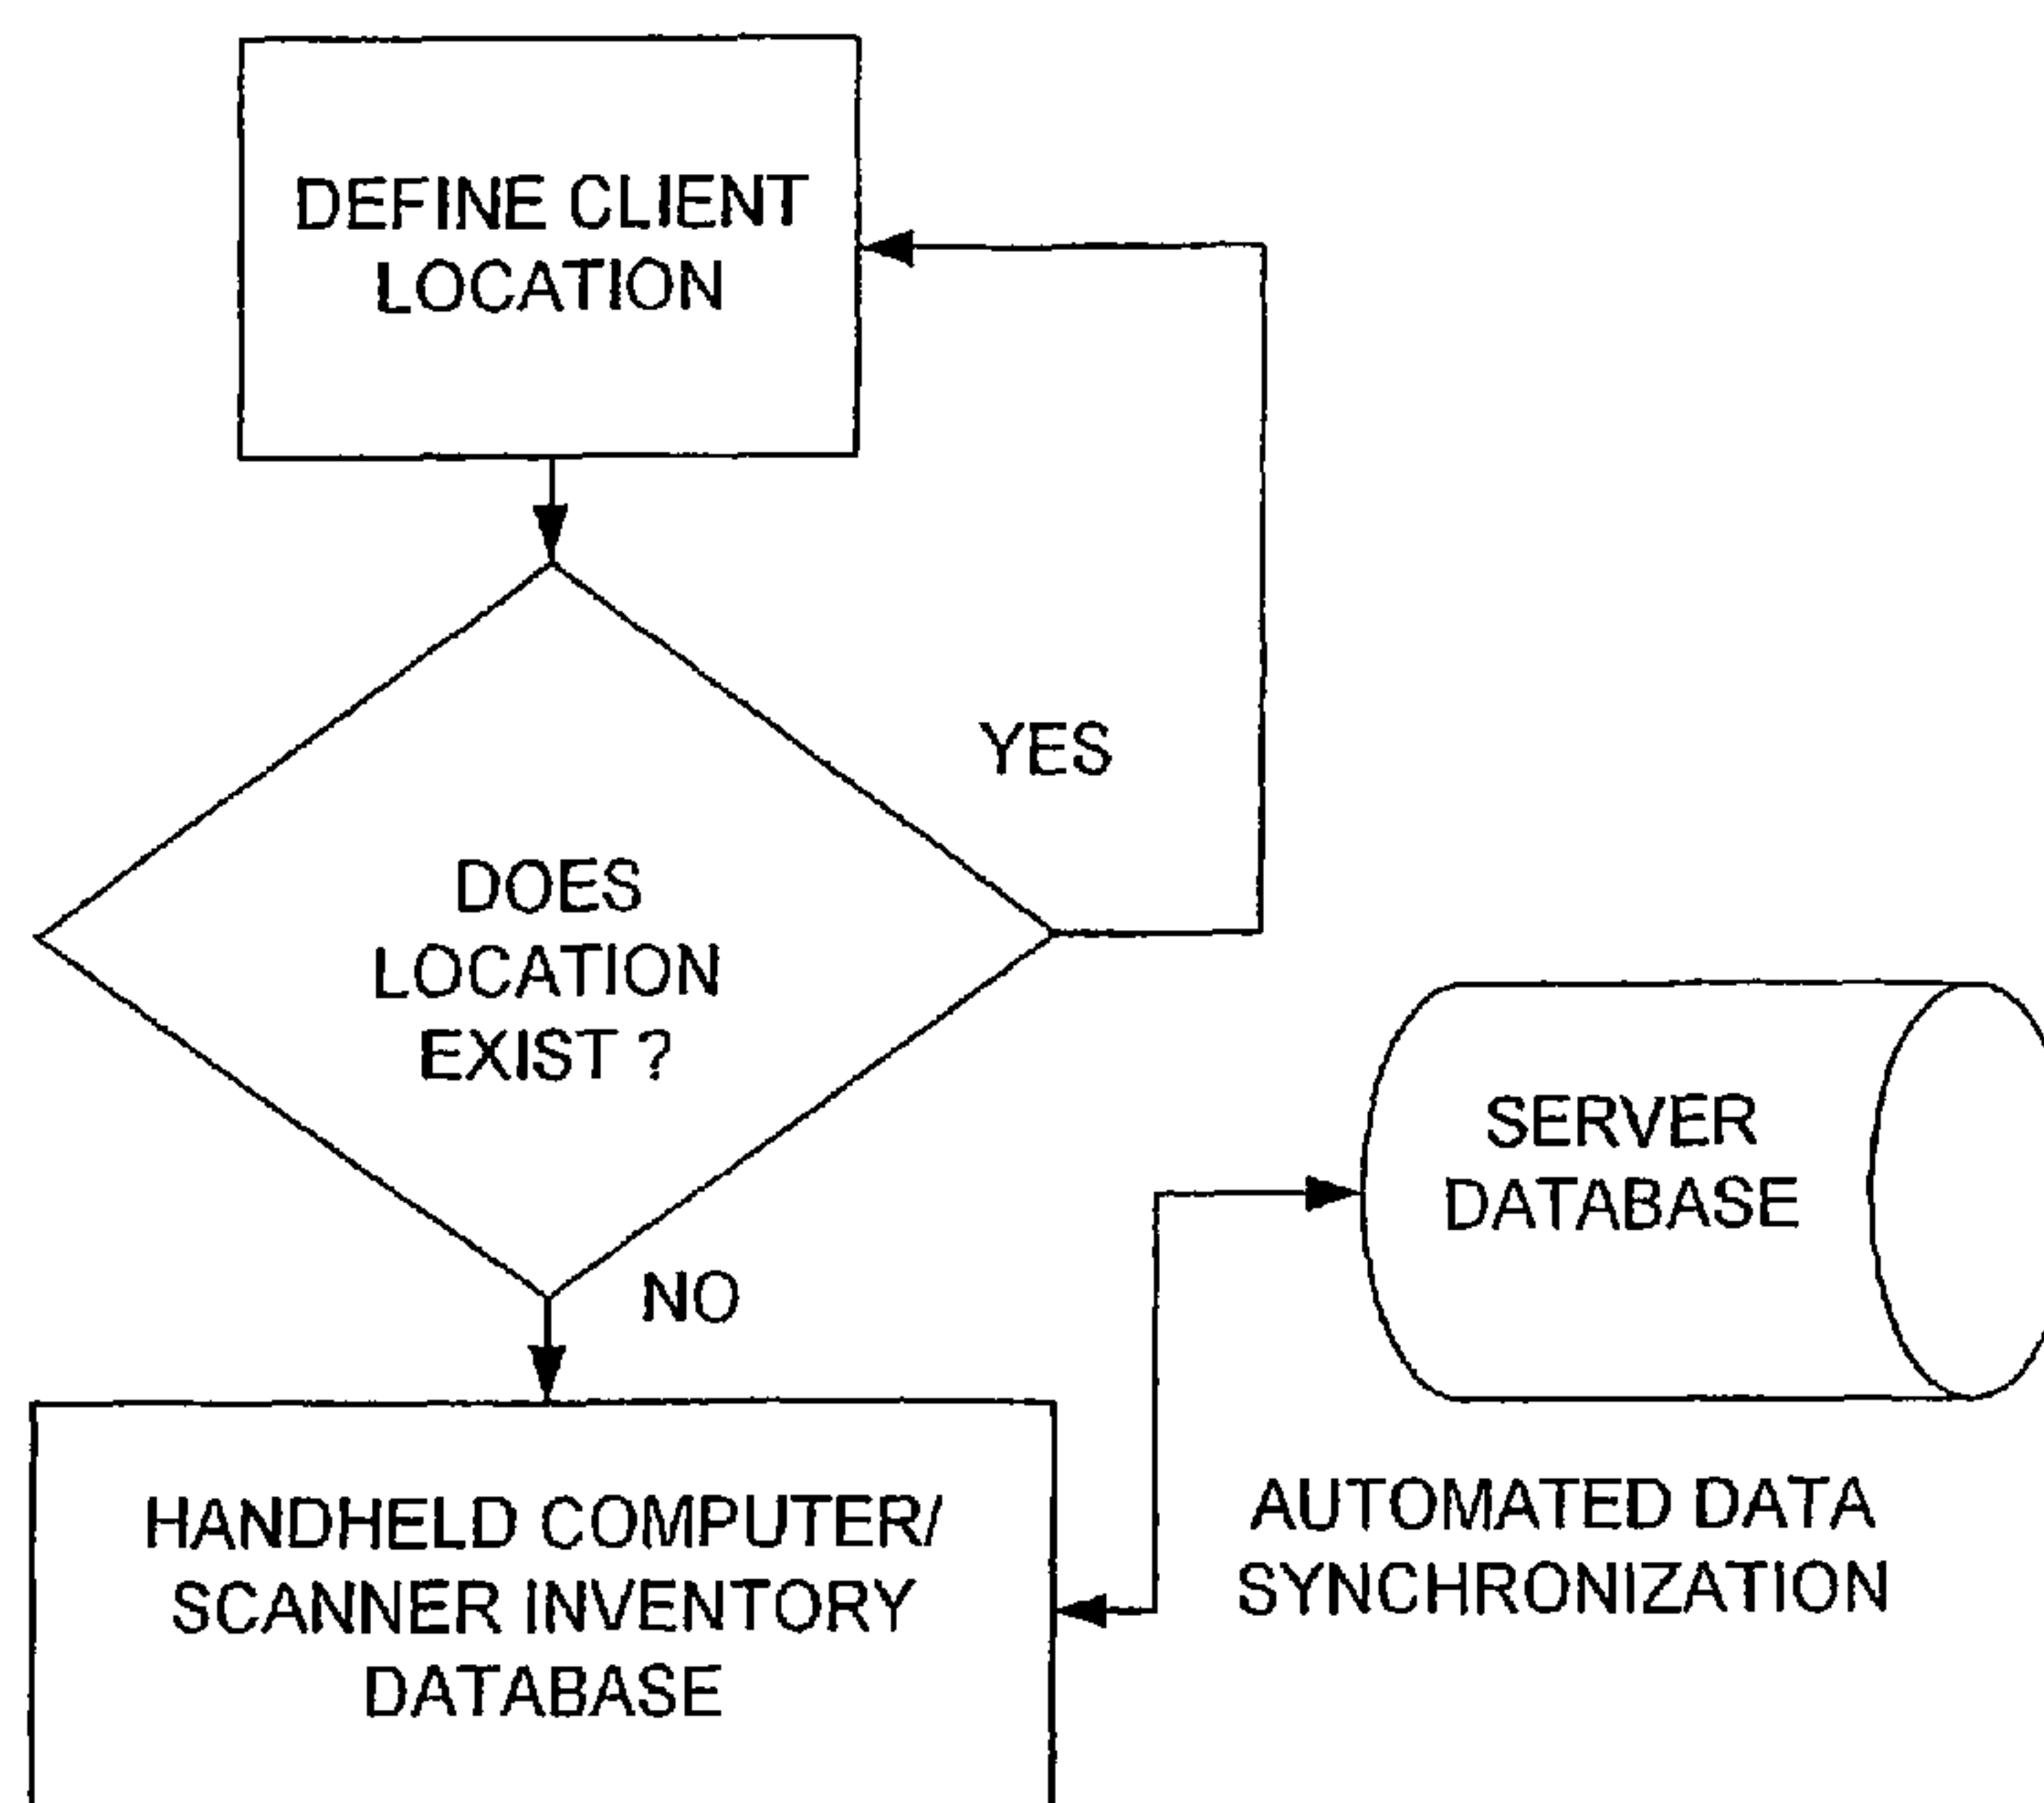 DEFINE CLIENT
LOCATION
YES
DOES
LOCATION
EXIST ?
NO
SERVER
DATABASE
HANDHELD COMPUTER/
SCANNER INVENTORY
DATABASE
AUTOMATED DATA
SYNCHRONIZATION